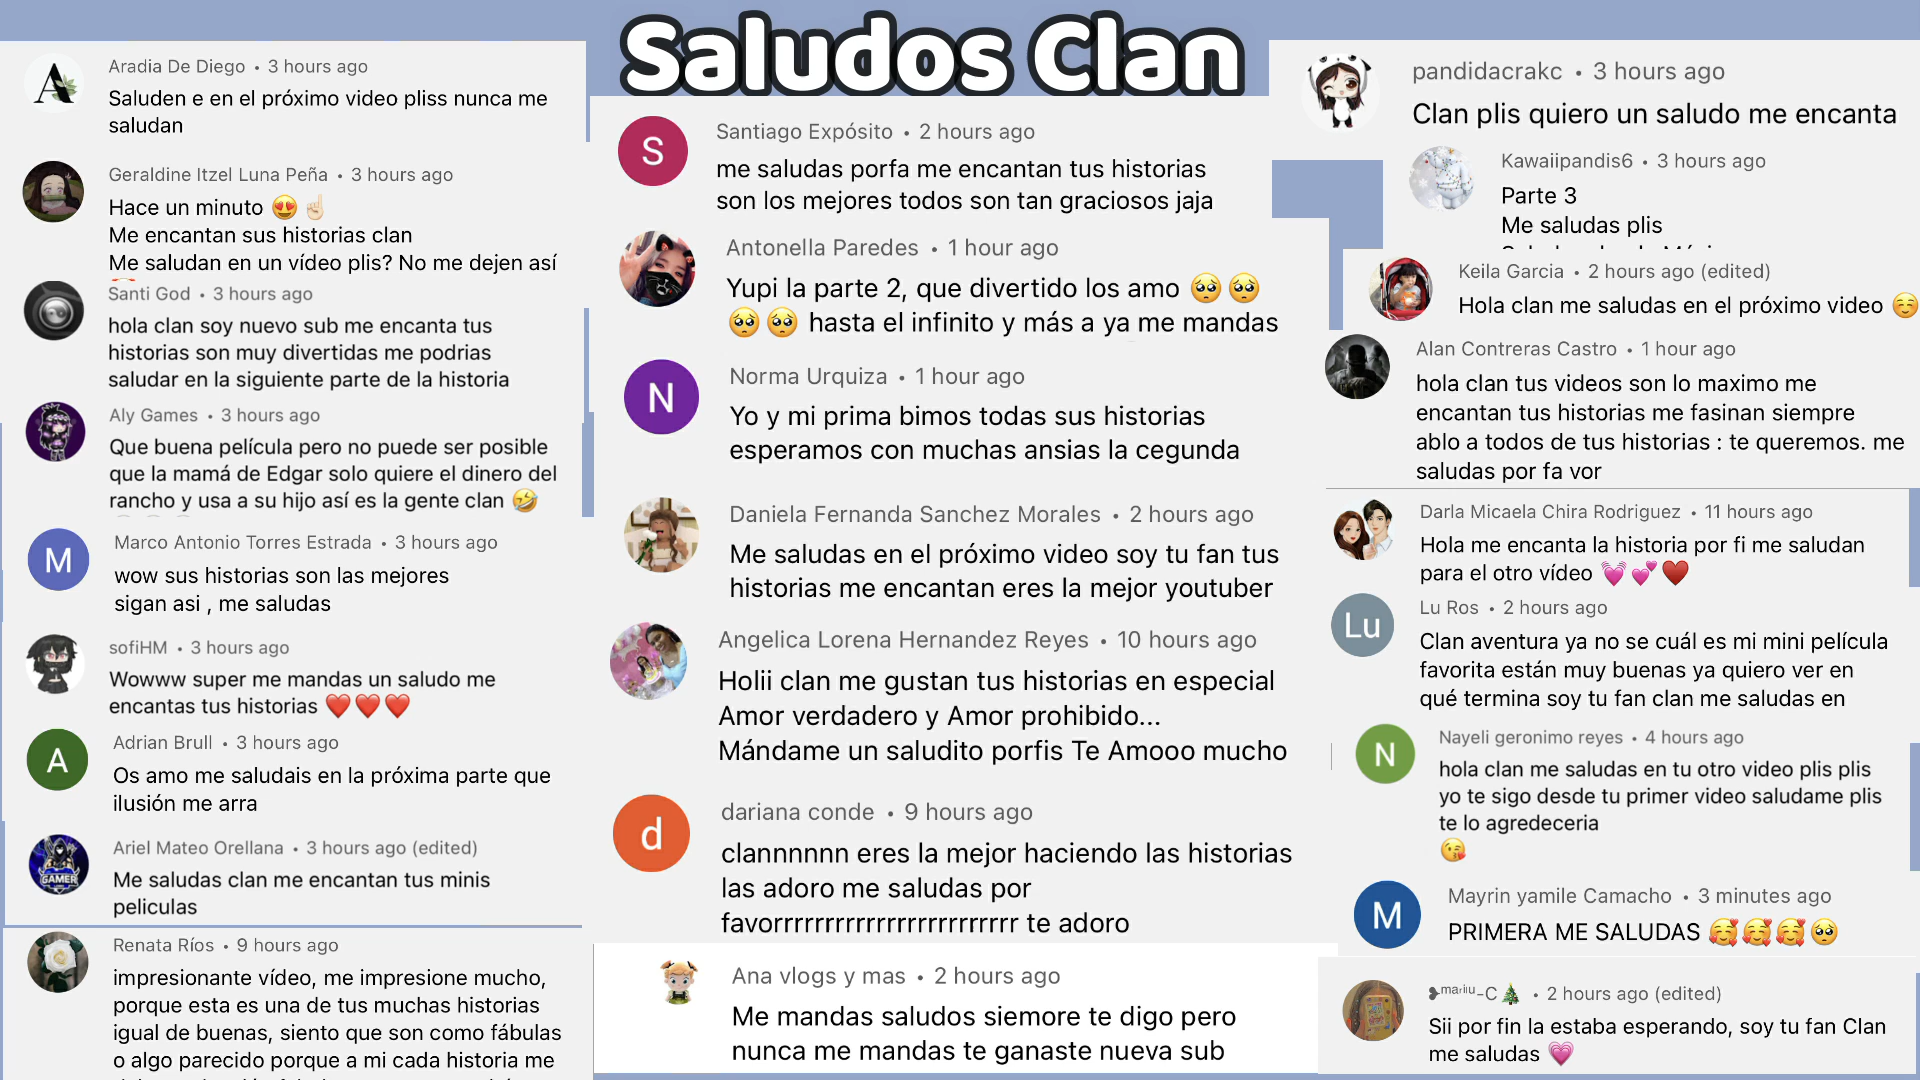 Saludos Clan
Aradia De Diego • 3 hours ago
Saluden e en el próximo video pliss nunca me
saludan
Geraldine Itzel Luna Peña • 3 hours ago
Hace un minuto 😍☝🏻
Me encantan sus historias clan
Me saludan en un vídeo plis? No me dejen así
Santi God • 3 hours ago
hola clan soy nuevo sub me encanta tus
historias son muy divertidas me podrias
saludar en la siguiente parte de la historia
Aly Games • 3 hours ago
Que buena película pero no puede ser posible
que la mamá de Edgar solo quiere el dinero del
rancho y usa a su hijo así es la gente clan 🤣
M
Marco Antonio Torres Estrada • 3 hours ago
wow sus historias son las mejores
sigan asi , me saludas
sofiHM • 3 hours ago
Wowww super me mandas un saludo me
encantas tus historias ❤️❤️❤️
A
Adrian Brull • 3 hours ago
Os amo me saludais en la próxima parte que
ilusión me arra
GAMER
Ariel Mateo Orellana • 3 hours ago (edited)
Me saludas clan me encantan tus minis
peliculas
Renata Ríos • 9 hours ago
impresionante vídeo, me impresione mucho,
porque esta es una de tus muchas historias
igual de buenas, siento que son como fábulas
o algo parecido porque a mi cada historia me
S
Santiago Expósito • 2 hours ago
me saludas porfa me encantan tus historias
son los mejores todos son tan graciosos jaja
Antonella Paredes • 1 hour ago
Yupi la parte 2, que divertido los amo 🥺🥺
🥺🥺 hasta el infinito y más a ya me mandas
N
Norma Urquiza • 1 hour ago
Yo y mi prima bimos todas sus historias
esperamos con muchas ansias la cegunda
Daniela Fernanda Sanchez Morales • 2 hours ago
Me saludas en el próximo video soy tu fan tus
historias me encantan eres la mejor youtuber
Angelica Lorena Hernandez Reyes • 10 hours ago
Holii clan me gustan tus historias en especial
Amor verdadero y Amor prohibido...
Mándame un saludito porfis Te Amooo mucho
d
dariana conde • 9 hours ago
clannnnnn eres la mejor haciendo las historias
las adoro me saludas por
favorrrrrrrrrrrrrrrrrrrrrrrr te adoro
Ana vlogs y mas • 2 hours ago
Me mandas saludos siemore te digo pero
nunca me mandas te ganaste nueva sub
pandidacrakc • 3 hours ago
Clan plis quiero un saludo me encanta
Kawaiipandis6 • 3 hours ago
Parte 3
Me saludas plis
Keila Garcia • 2 hours ago (edited)
Hola clan me saludas en el próximo video ☺️
Alan Contreras Castro • 1 hour ago
hola clan tus videos son lo maximo me
encantan tus historias me fasinan siempre
ablo a todos de tus historias : te queremos. me
saludas por fa vor
Darla Micaela Chira Rodriguez • 11 hours ago
Hola me encanta la historia por fi me saludan
para el otro vídeo 💓💕♥️
Lu
Lu Ros • 2 hours ago
Clan aventura ya no se cuál es mi mini película
favorita están muy buenas ya quiero ver en
qué termina soy tu fan clan me saludas en
N
Nayeli geronimo reyes • 4 hours ago
hola clan me saludas en tu otro video plis plis
yo te sigo desde tu primer video saludame plis
te lo agredeceria
😘
M
Mayrin yamile Camacho • 3 minutes ago
PRIMERA ME SALUDAS 🥰🥰🥰🥺
❥ᵐᵃʳⁱⁱᵘ-C🎄 • 2 hours ago (edited)
Sii por fin la estaba esperando, soy tu fan Clan
me saludas 💗